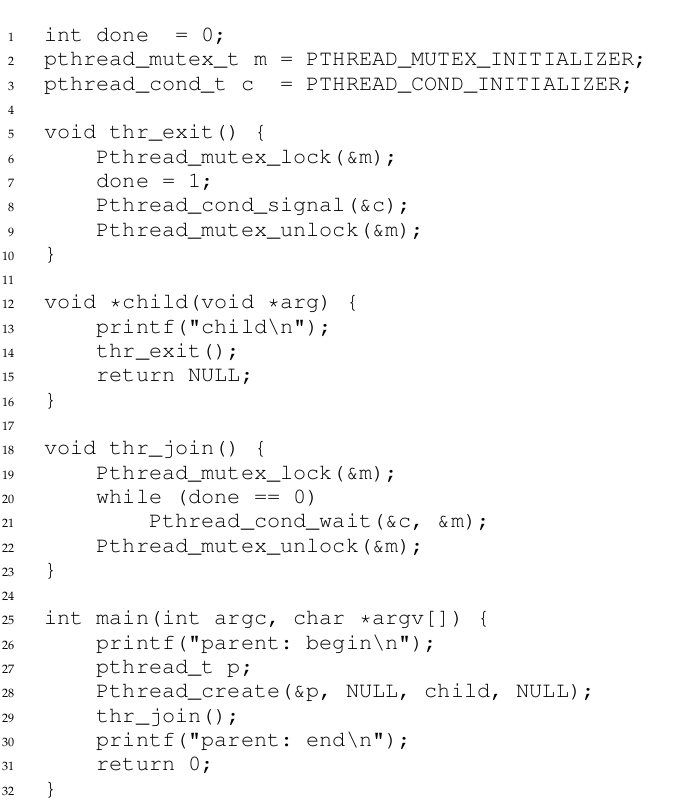 1 int done  = 0;
2 pthread_mutex_t m = PTHREAD_MUTEX_INITIALIZER;
3 pthread_cond_t c  = PTHREAD_COND_INITIALIZER;
4
5 void thr_exit() {
6     Pthread_mutex_lock(&m);
7     done = 1;
8     Pthread_cond_signal(&c);
9     Pthread_mutex_unlock(&m);
10 }
11
12 void *child(void *arg) {
13     printf("child\n");
14     thr_exit();
15     return NULL;
16 }
17
18 void thr_join() {
19     Pthread_mutex_lock(&m);
20     while (done == 0)
21         Pthread_cond_wait(&c, &m);
22     Pthread_mutex_unlock(&m);
23 }
24
25 int main(int argc, char *argv[]) {
26     printf("parent: begin\n");
27     pthread_t p;
28     Pthread_create(&p, NULL, child, NULL);
29     thr_join();
30     printf("parent: end\n");
31     return 0;
32 }